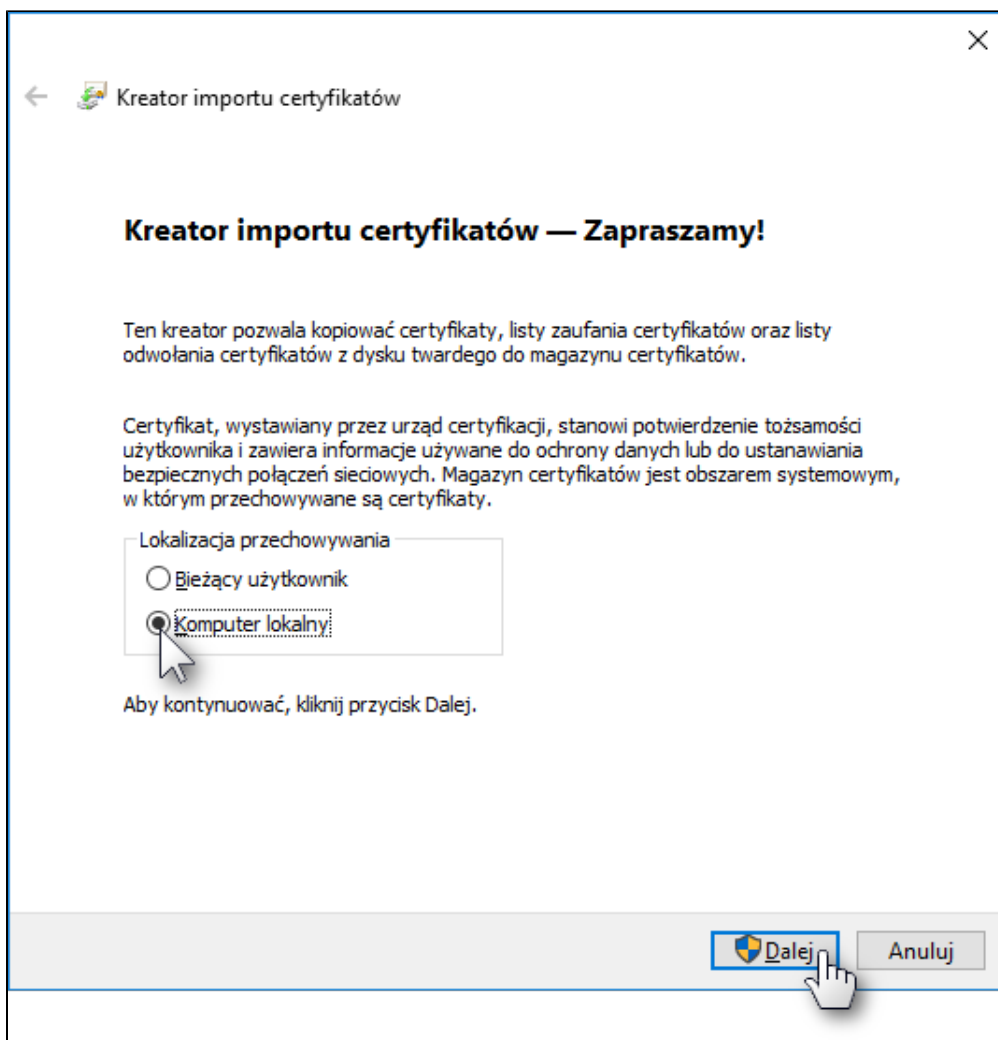 Kreator importu certyfikatów
Kreator importu certyfikatów — Zapraszamy!
Ten kreator pozwala kopiować certyfikaty, listy zaufania certyfikatów oraz listy
odwołania certyfikatów z dysku twardego do magazynu certyfikatów.
Certyfikat, wystawiany przez urząd certyfikacji, stanowi potwierdzenie tożsamości
użytkownika i zawiera informacje używane do ochrony danych lub do ustanawiania
bezpiecznych połączeń sieciowych. Magazyn certyfikatów jest obszarem systemowym,
w którym przechowywane są certyfikaty.
Lokalizacja przechowywania
Bieżący użytkownik
Komputer lokalny
Aby kontynuować, kliknij przycisk Dalej.
Dalej
Anuluj